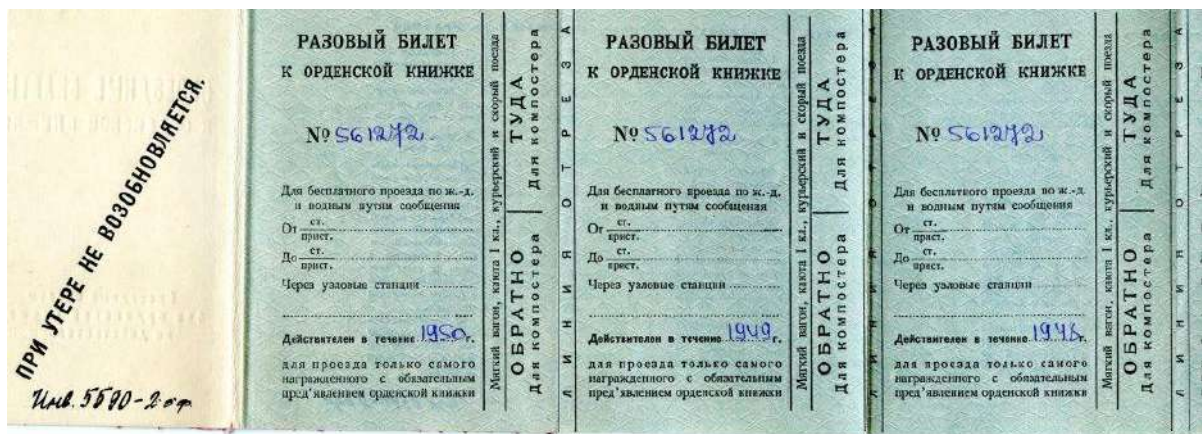 ПРИ УТЕРЕ НЕ ВОЗОБНОВЛЯЕТСЯ.
Инв. 5590-2 оф
РАЗОВЫЙ БИЛЕТ
К ОРДЕНСКОЙ КНИЖКЕ
№ 561272
Для бесплатного проезда по ж.-д.
и водным путям сообщения
От ст.
прист.
До ст.
прист.
Через узловые станции
Действителен в течение 1950 г.
для проезда только самого
награжденного с обязательным
пред'явлением орденской книжки
Мягкий вагон, каюта I кл., курьерский и скорый поезда
ОБРАТНО ТУДА
Для компостера Для компостера
ЛИНИЯ ОТРЕЗА
РАЗОВЫЙ БИЛЕТ
К ОРДЕНСКОЙ КНИЖКЕ
№ 561272
Для бесплатного проезда по ж.-д.
и водным путям сообщения
От ст.
прист.
До ст.
прист.
Через узловые станции
Действителен в течение 1949 г.
для проезда только самого
награжденного с обязательным
пред'явлением орденской книжки
Мягкий вагон, каюта I кл., курьерский и скорый поезда
ОБРАТНО ТУДА
Для компостера Для компостера
ЛИНИЯ ОТРЕЗА
РАЗОВЫЙ БИЛЕТ
К ОРДЕНСКОЙ КНИЖКЕ
№ 561272
Для бесплатного проезда по ж.-д.
и водным путям сообщения
От ст.
прист.
До ст.
прист.
Через узловые станции
Действителен в течение 1948 г.
для проезда только самого
награжденного с обязательным
пред'явлением орденской книжки
Мягкий вагон, каюта I кл., курьерский и скорый поезда
ОБРАТНО ТУДА
Для компостера Для компостера
ЛИНИЯ ОТРЕЗА